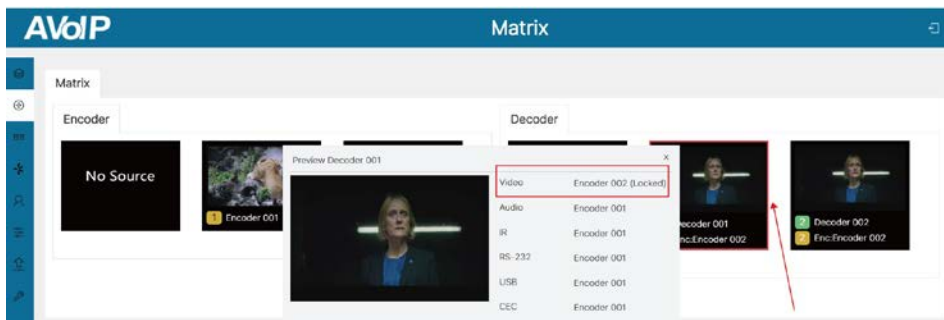 AVoIP
Matrix
Matrix
Encoder
Decoder
No Source
1 Encoder 001
Preview Decoder 001
x
Video Encoder 002 (Locked)
Audio Encoder 001
IR Encoder 001
RS-232 Encoder 001
USB Encoder 001
CEC Encoder 001
ecoder 001
nc:Encoder 002
2 Decoder 002
2 Enc:Encoder 002